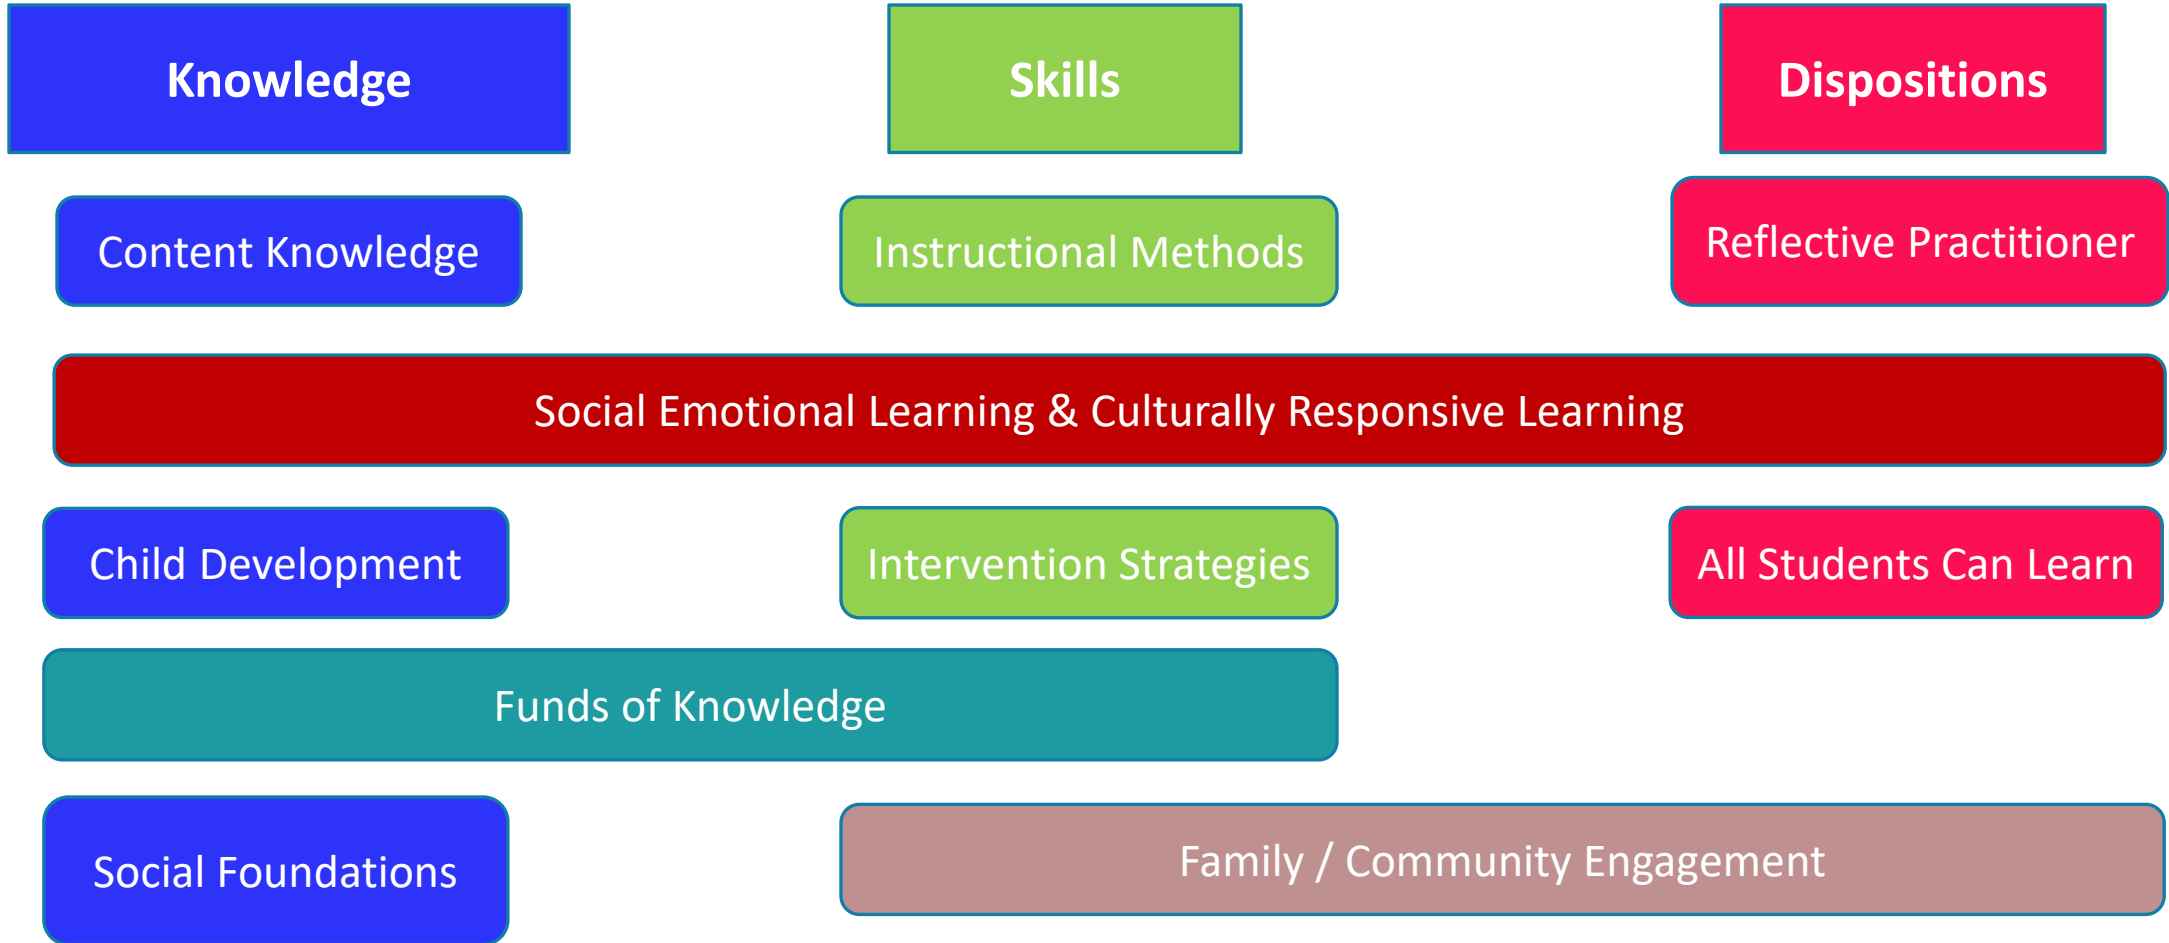 Knowledge
Skills
Dispositions
Content Knowledge
Instructional Methods
Reflective Practitioner
Social Emotional Learning & Culturally Responsive Learning
Child Development
Intervention Strategies
All Students Can Learn
Funds of Knowledge
Social Foundations
Family / Community Engagement